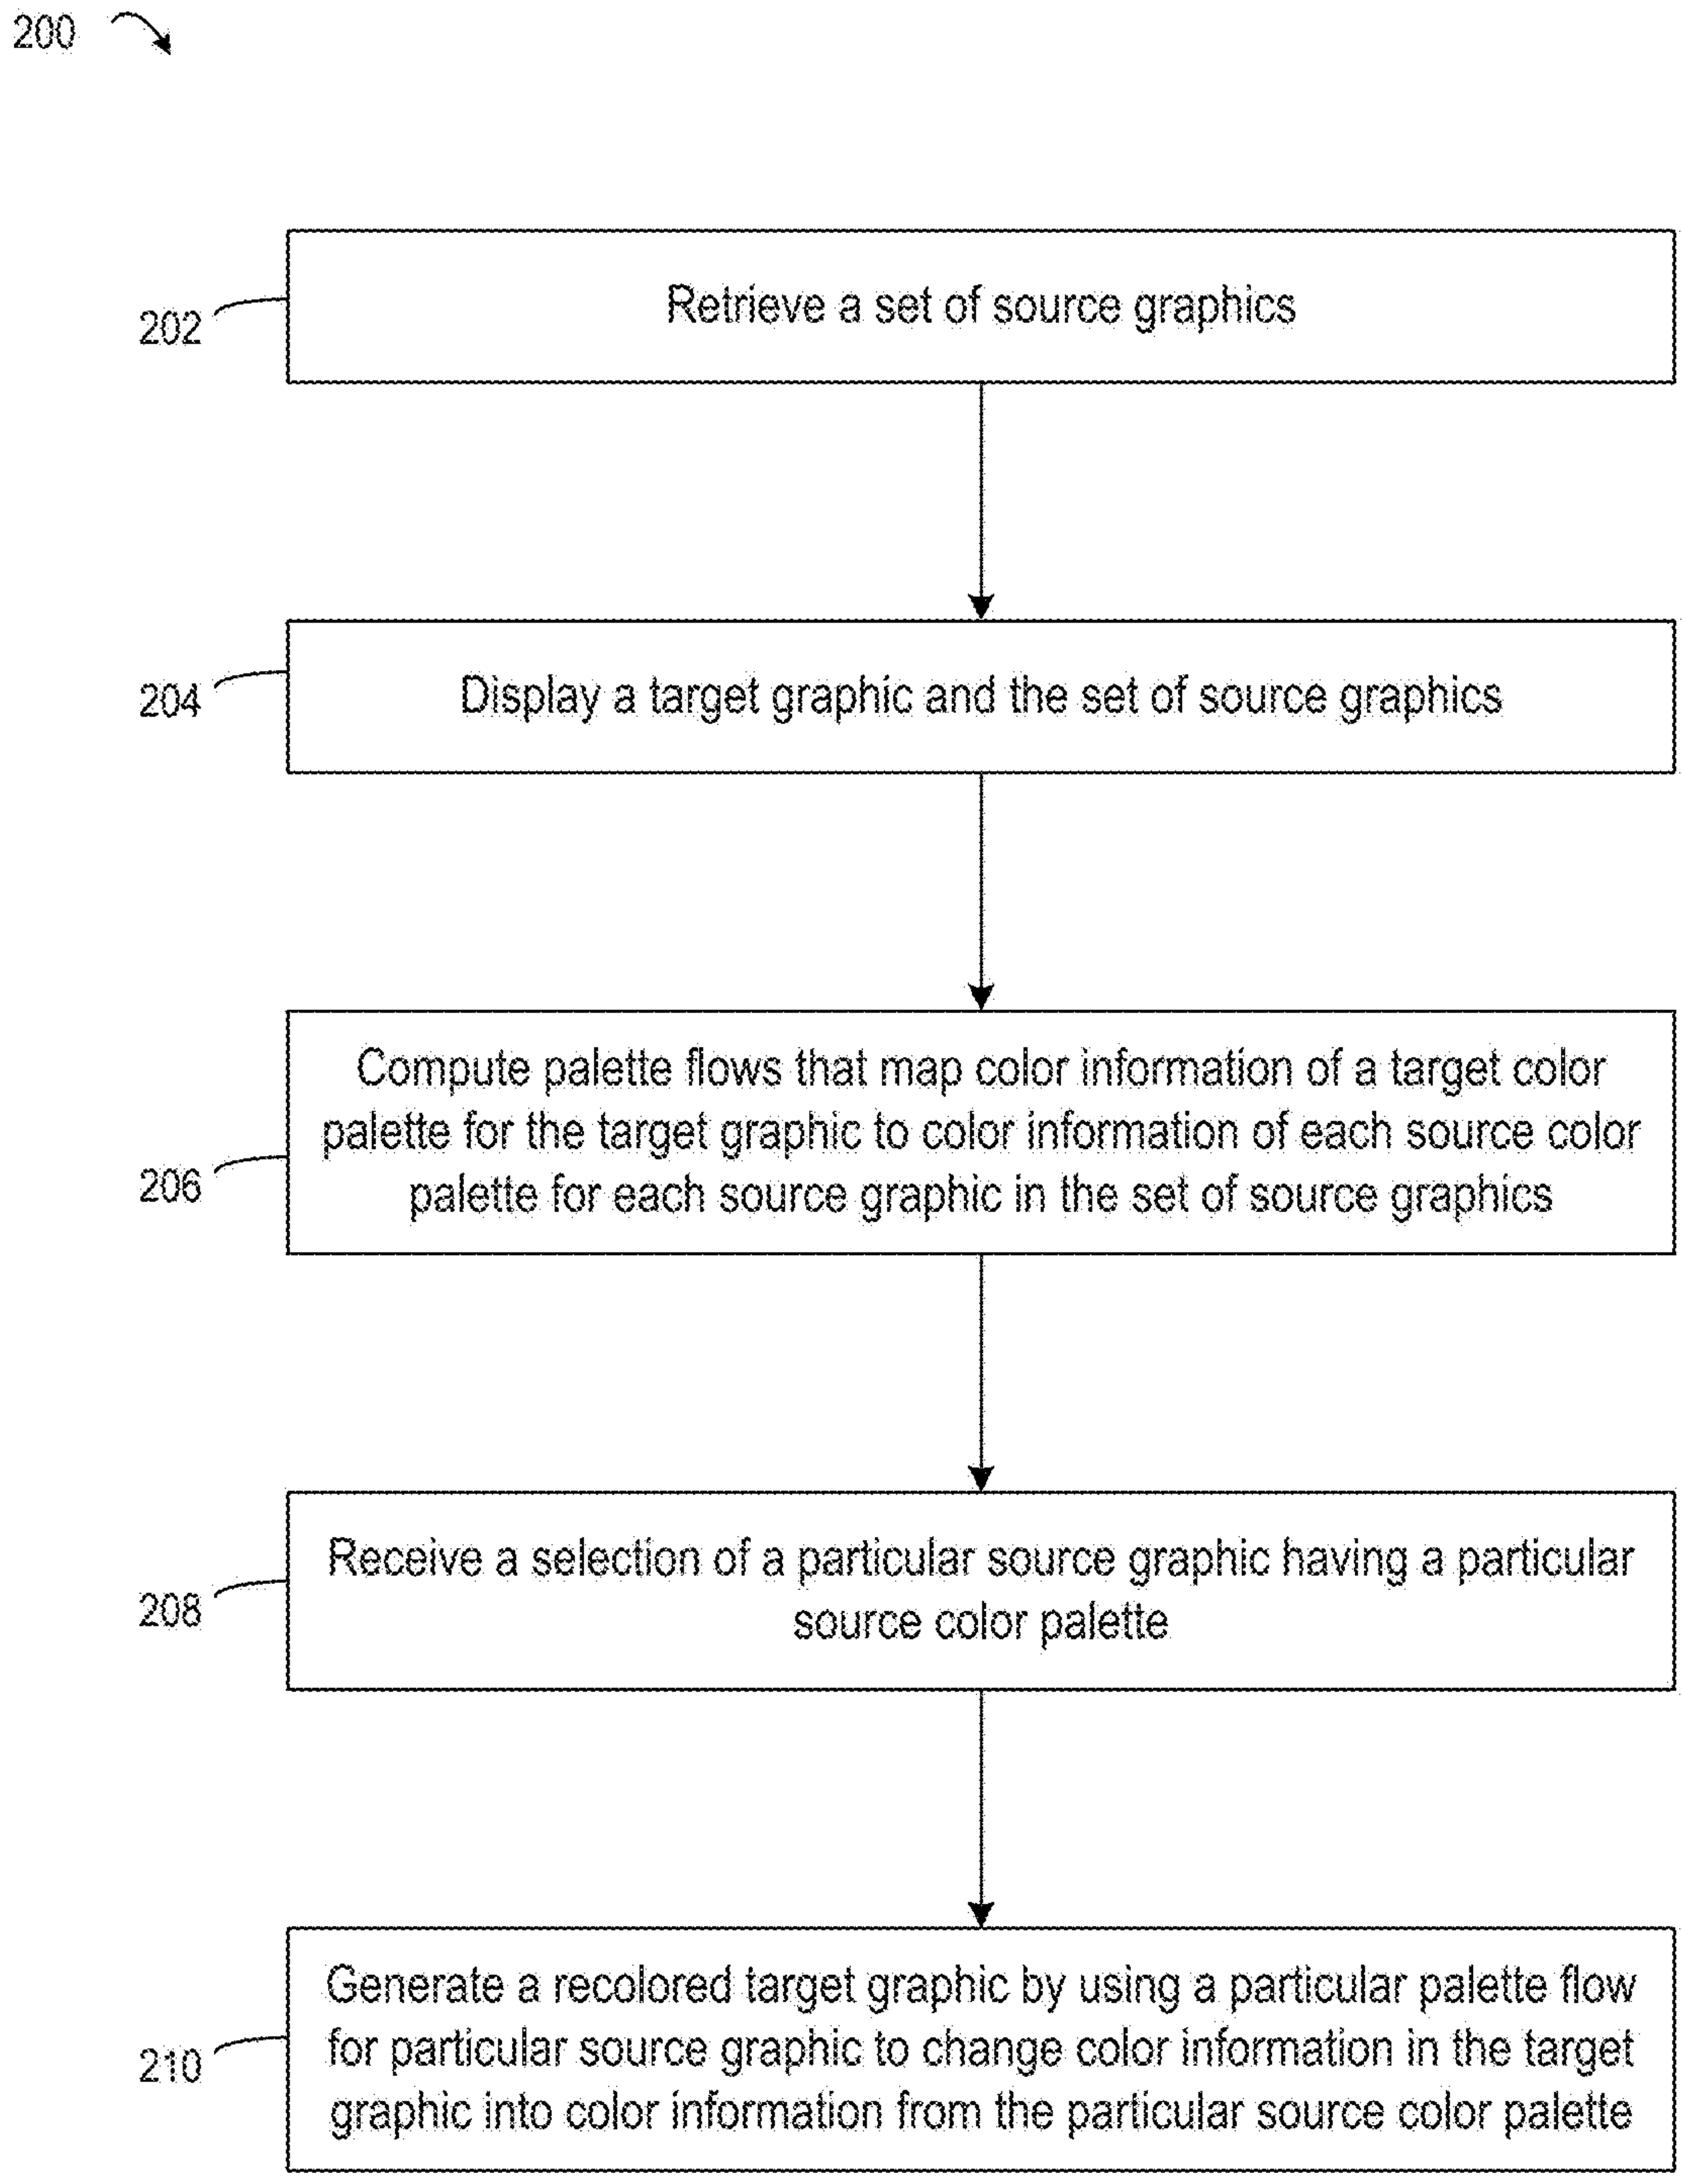 200
202
Retrieve a set of source graphics
204
Display a target graphic and the set of source graphics
206
Compute palette flows that map color information of a target color
palette for the target graphic to color information of each source color
palette for each source graphic in the set of source graphics
208
Receive a selection of a particular source graphic having a particular
source color palette
210
Generate a recolored target graphic by using a particular palette flow
for particular source graphic to change color information in the target
graphic into color information from the particular source color palette